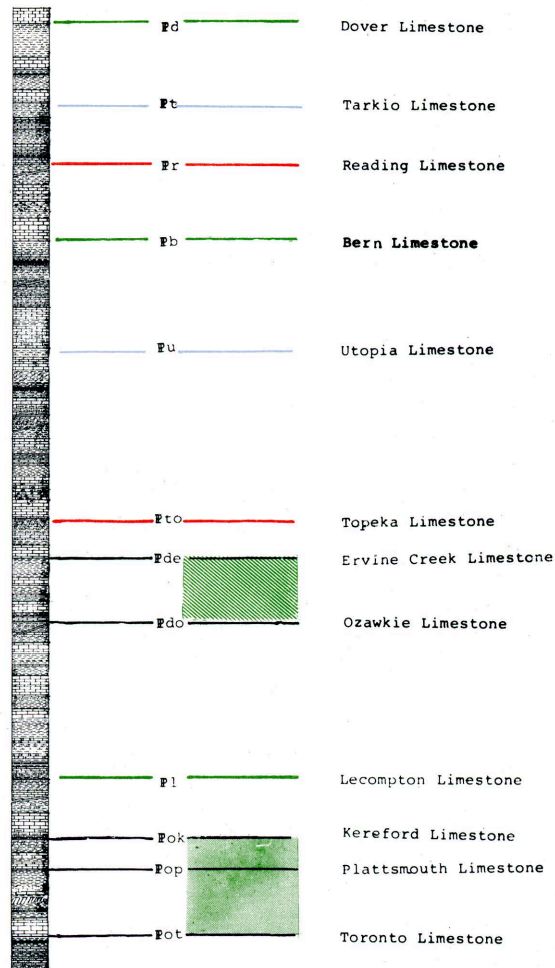 Pd Dover Limestone
Pt Tarkio Limestone
Pr Reading Limestone
Pb Bern Limestone
Pu Utopia Limestone
Pto Topeka Limestone
Pde Ervine Creek Limestone
Pdo Ozawkie Limestone
Pl Lecompton Limestone
Pok Kereford Limestone
Pop Plattsmouth Limestone
Pot Toronto Limestone